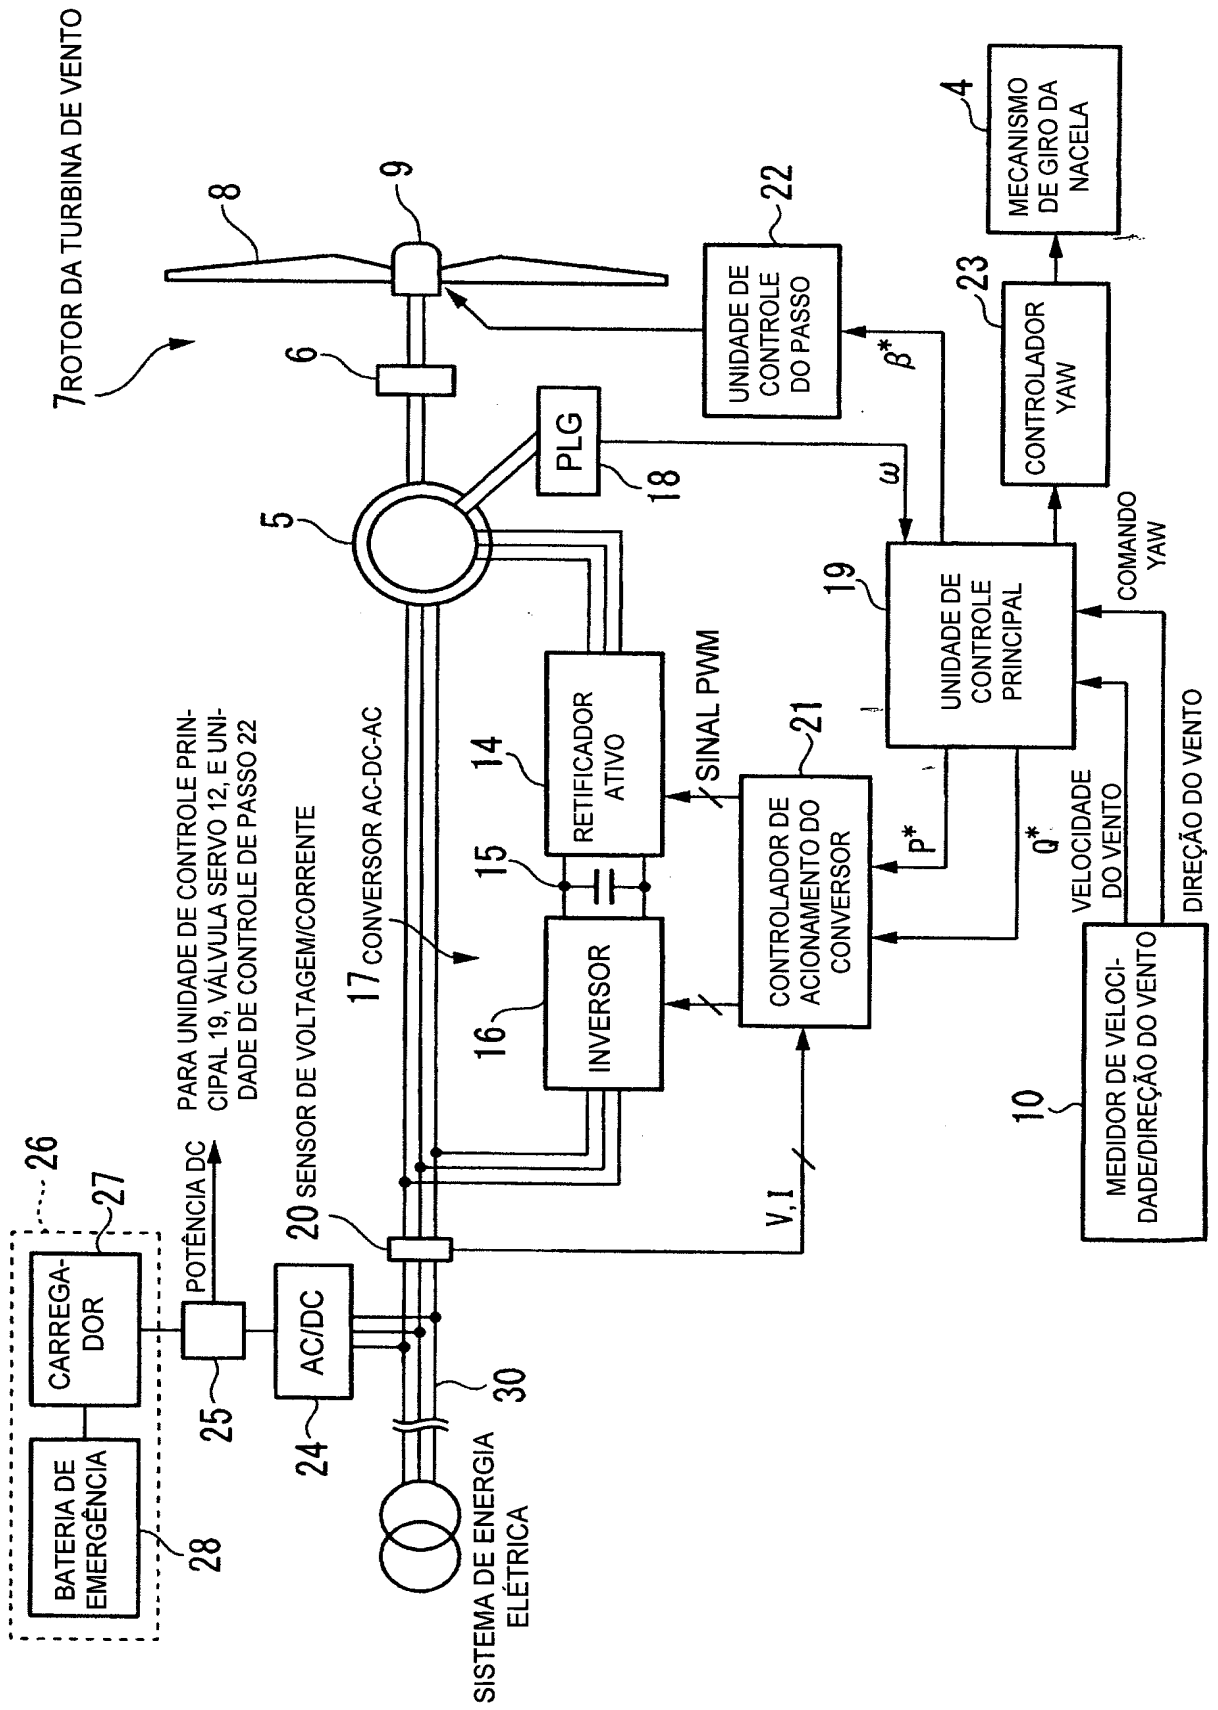 7 ROTOR DA TURBINA DE VENTO
8
9
6
5
PLG
18
22
UNIDADE DE
CONTROLE
DO PASSO
β*
ω
4
MECANISMO
DE GIRO DA
NACELA
23
CONTROLADOR
YAW
COMANDO
YAW
19
UNIDADE DE
CONTROLE
PRINCIPAL
26
27
CARREGA-
DOR
BATERIA DE
EMERGÊNCIA
28
POTÊNCIA DC
PARA UNIDADE DE CONTROLE PRIN-
CIPAL 19, VÁLVULA SERVO 12, E UNI-
DADE DE CONTROLE DE PASSO 22
25
AC/DC
24
20 SENSOR DE VOLTAGEM/CORRENTE
17 CONVERSOR AC-DC-AC
30
SISTEMA DE ENERGIA
ELÉTRICA
14
RETIFICADOR
ATIVO
15
16
INVERSOR
SINAL PWM
21
CONTROLADOR DE
ACIONAMENTO DO
CONVERSOR
V, I
P*
Q*
VELOCIDADE
DO VENTO
DIREÇÃO DO VENTO
10
MEDIDOR DE VELOCI-
DADE/DIREÇÃO DO VENTO